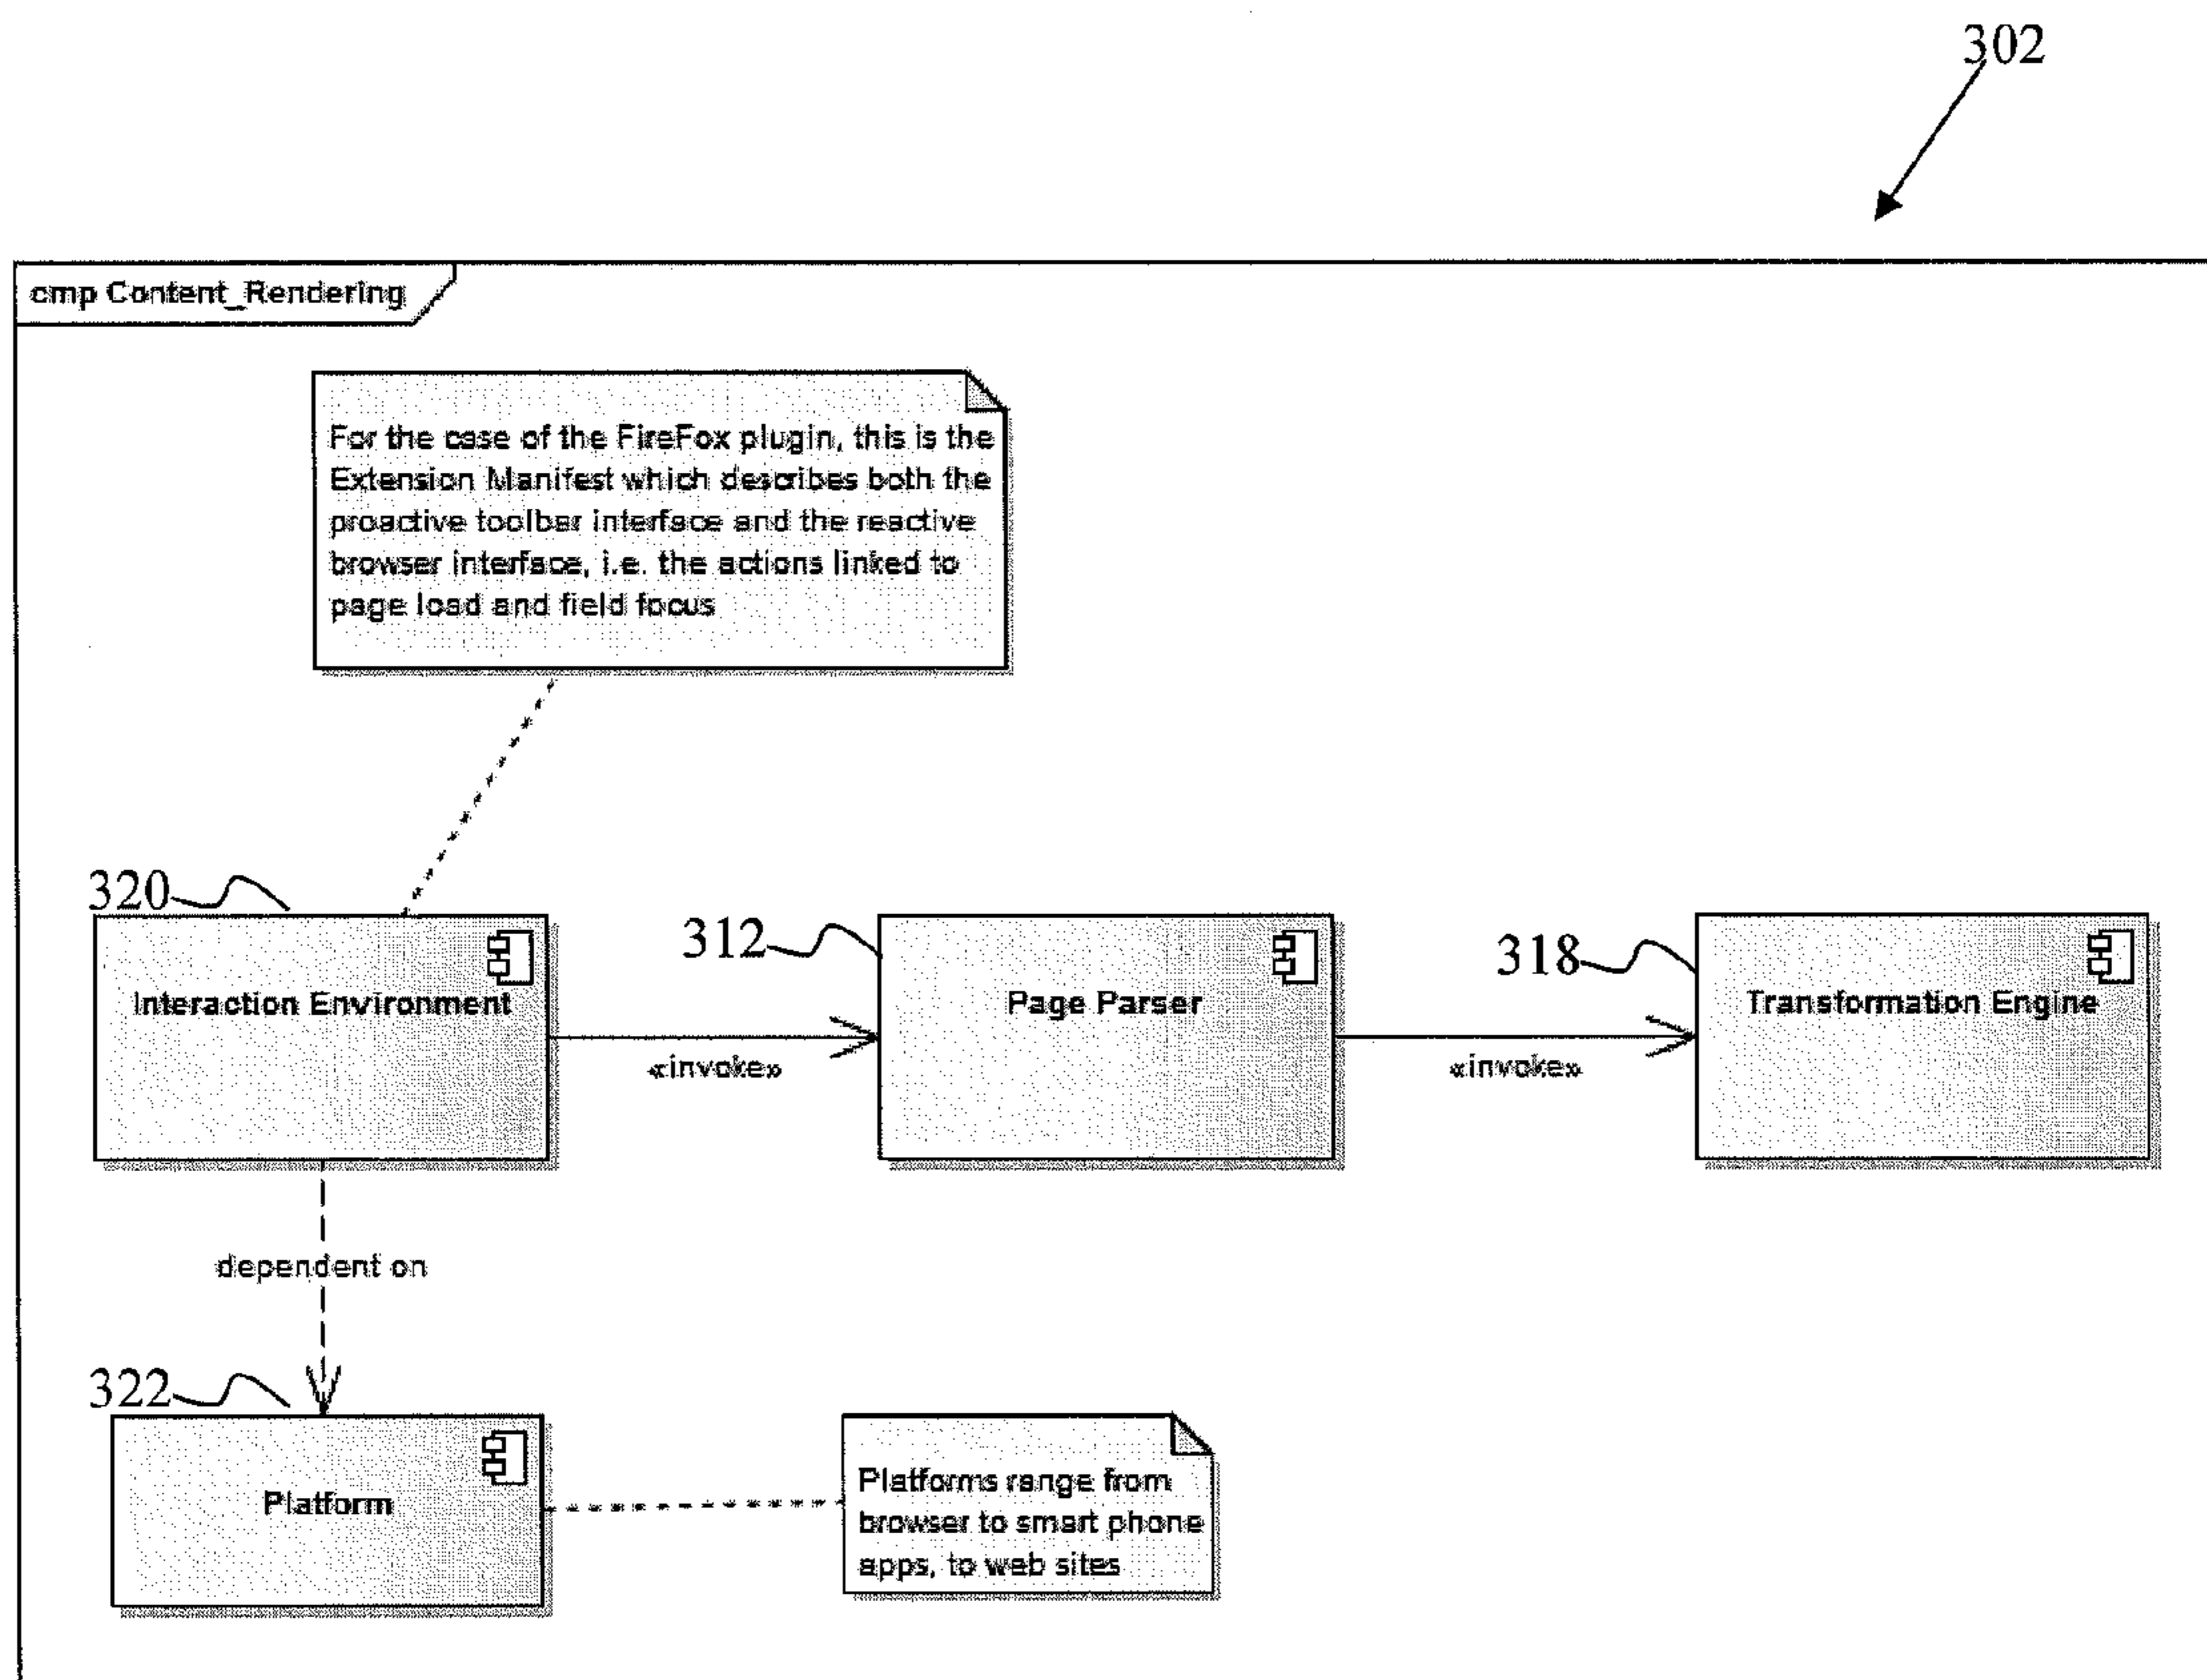 302
cmp Content_Rendering
For the case of the FireFox plugin, this is the
Extension Manifest which describes both the
proactive toolbar interface and the reactive
browser interface, i.e. the actions linked to
page load and field focus
320
Interaction Environment
«invoke»
312
Page Parser
«invoke»
318
Transformation Engine
dependent on
322
Platform
Platforms range from
browser to smart phone
apps, to web sites